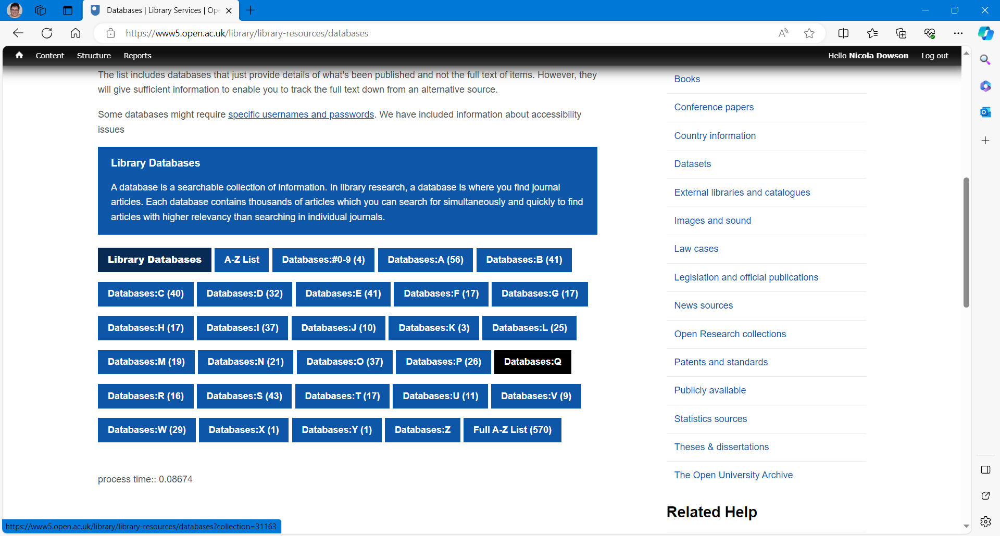 Databases | Library Services | Ope
https://www5.open.ac.uk/library/library-resources/databases
Content Structure Reports Hello Nicola Dowson Log out
The list includes databases that just provide details of what's been published and not the full text of items. However, they
will give sufficient information to enable you to track the full text down from an alternative source.
Some databases might require specific usernames and passwords. We have included information about accessibility
issues
Library Databases
A database is a searchable collection of information. In library research, a database is where you find journal
articles. Each database contains thousands of articles which you can search for simultaneously and quickly to find
articles with higher relevancy than searching in individual journals.
Library Databases A-Z List Databases:#0-9 (4) Databases:A (56) Databases:B (41)
Databases:C (40) Databases:D (32) Databases:E (41) Databases:F (17) Databases:G (17)
Databases:H (17) Databases:I (37) Databases:J (10) Databases:K (3) Databases:L (25)
Databases:M (19) Databases:N (21) Databases:O (37) Databases:P (26) Databases:Q
Databases:R (16) Databases:S (43) Databases:T (17) Databases:U (11) Databases:V (9)
Databases:W (29) Databases:X (1) Databases:Y (1) Databases:Z Full A-Z List (570)
process time:: 0.08674
Books
Conference papers
Country information
Datasets
External libraries and catalogues
Images and sound
Law cases
Legislation and official publications
News sources
Open Research collections
Patents and standards
Publicly available
Statistics sources
Theses & dissertations
The Open University Archive
Related Help
https://www5.open.ac.uk/library/library-resources/databases?collection=31163